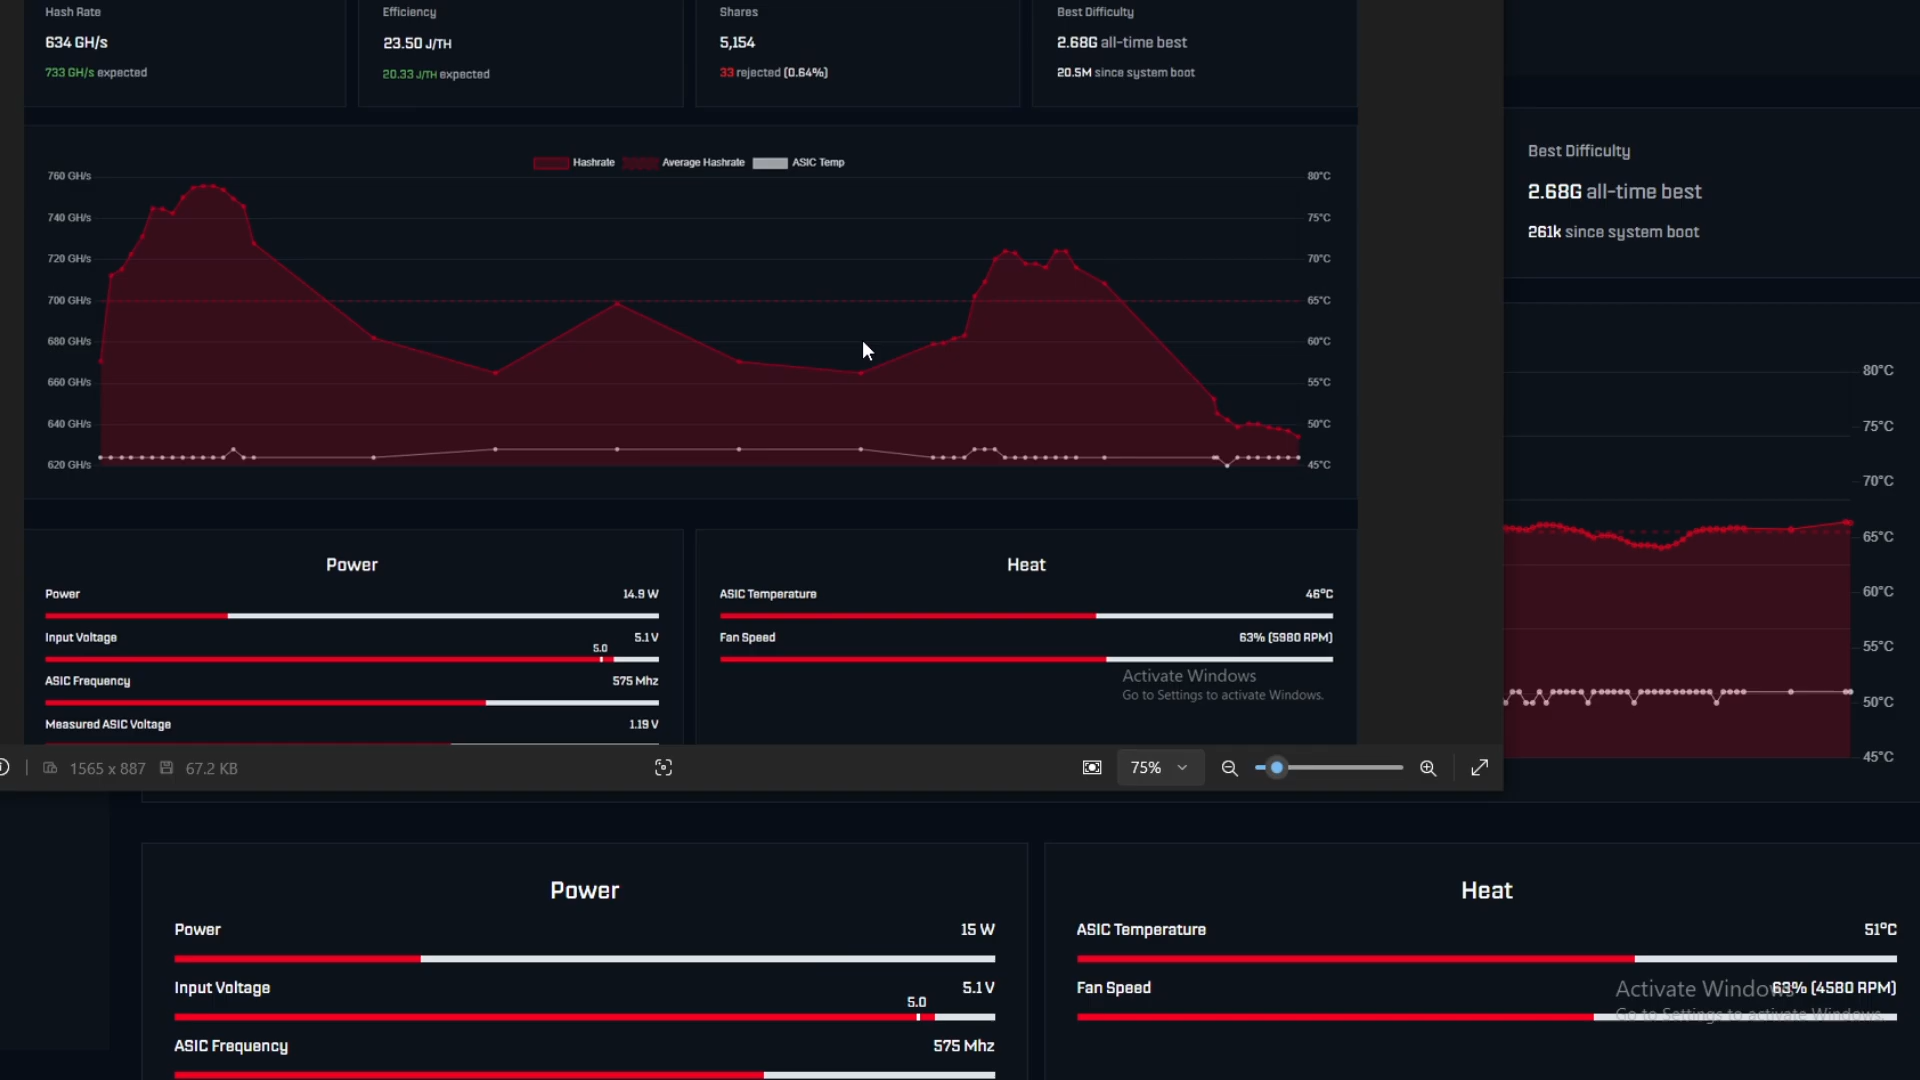 Hash Rate
634 GH/s
733 GH/s expected
Efficiency
23.50 J/TH
20.33 J/TH expected
Shares
5,154
33 rejected (0.64%)
Best Difficulty
2.68G all-time best
20.5M since system boot
Hashrate Average Hashrate ASIC Temp
760 GH/s
740 GH/s
720 GH/s
700 GH/s
680 GH/s
660 GH/s
640 GH/s
620 GH/s
80°C
75°C
70°C
65°C
60°C
55°C
50°C
45°C
Power
Power 14.9 W
Input Voltage 5.1 V
5.0
ASIC Frequency 575 Mhz
Measured ASIC Voltage 1.19 V
Heat
ASIC Temperature 46°C
Fan Speed 63% (5980 RPM)
Activate Windows
Go to Settings to activate Windows.
1565 x 887 67.2 KB
75%
Best Difficulty
2.68G all-time best
261k since system boot
80°C
75°C
70°C
65°C
60°C
55°C
50°C
45°C
Power
Power 15 W
Input Voltage 5.1 V
5.0
ASIC Frequency 575 Mhz
Heat
ASIC Temperature 51°C
Fan Speed 63% (4580 RPM)
Activate Windows
Go to Settings to activate Windows.